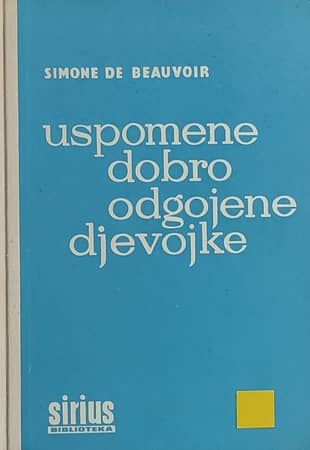 SIMONE DE BEAUVOIR
uspomene
dobro
odgojene
djevojke
sirius
BIBLIOTEKA